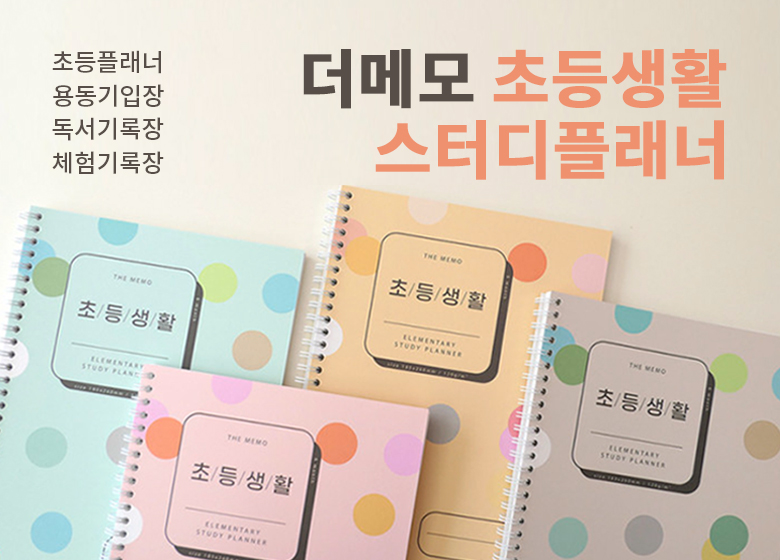 초등플래너
용동기입장
독서기록장
체험기록장
더메모 초등생활
스터디플래너
THE MEMO
초/등/생/활
ELEMENTARY
STUDY PLANNER
THE MEMO
초/등/생/활
ELEMENTARY
STUDY PLANNER
THE MEMO
초/등/생/활
ELEMENTARY
STUDY PLANNER
THE MEMO
초/등/생/활
ELEMENTARY
STUDY PLANNER